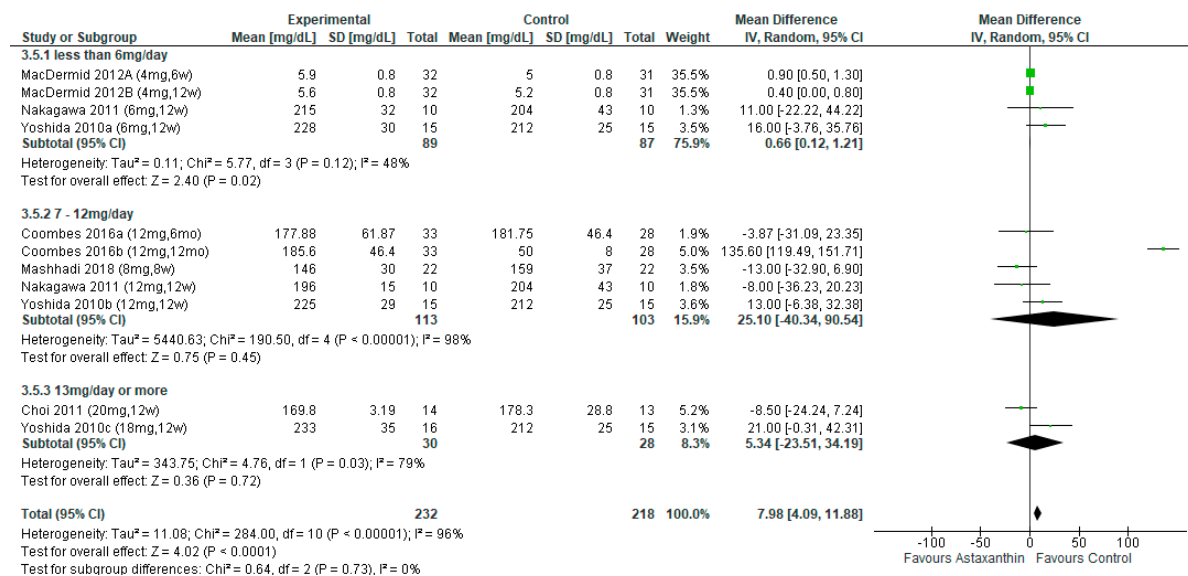 Experimental Control Mean Difference Mean Difference
Study or Subgroup Mean [mg/dL] SD [mg/dL] Total Mean [mg/dL] SD [mg/dL] Total Weight IV, Random, 95% CI IV, Random, 95% CI
3.5.1 less than 6mg/day
MacDermid 2012A (4mg,6w) 5.9 0.8 32 5 0.8 31 35.5% 0.90 [0.50, 1.30]
MacDermid 2012B (4mg,12w) 5.6 0.8 32 5.2 0.8 31 35.5% 0.40 [0.00, 0.80]
Nakagawa 2011 (6mg,12w) 215 32 10 204 43 10 1.3% 11.00 [-22.22, 44.22]
Yoshida 2010a (6mg,12w) 228 30 15 212 25 15 3.5% 16.00 [-3.76, 35.76]
Subtotal (95% CI) 89 87 75.9% 0.66 [0.12, 1.21]
Heterogeneity: Tau² = 0.11; Chi² = 5.77, df = 3 (P = 0.12); I² = 48%
Test for overall effect: Z = 2.40 (P = 0.02)
3.5.2 7 - 12mg/day
Coombes 2016a (12mg,6mo) 177.88 61.87 33 181.75 46.4 28 1.9% -3.87 [-31.09, 23.35]
Coombes 2016b (12mg,12mo) 185.6 46.4 33 50 8 28 5.0% 135.60 [119.49, 151.71]
Mashhadi 2018 (8mg,8w) 146 30 22 159 37 22 3.5% -13.00 [-32.90, 6.90]
Nakagawa 2011 (12mg,12w) 196 15 10 204 43 10 1.8% -8.00 [-36.23, 20.23]
Yoshida 2010b (12mg,12w) 225 29 15 212 25 15 3.6% 13.00 [-6.38, 32.38]
Subtotal (95% CI) 113 103 15.9% 25.10 [-40.34, 90.54]
Heterogeneity: Tau² = 5440.63; Chi² = 190.50, df = 4 (P < 0.00001); I² = 98%
Test for overall effect: Z = 0.75 (P = 0.45)
3.5.3 13mg/day or more
Choi 2011 (20mg,12w) 169.8 3.19 14 178.3 28.8 13 5.2% -8.50 [-24.24, 7.24]
Yoshida 2010c (18mg,12w) 233 35 16 212 25 15 3.1% 21.00 [-0.31, 42.31]
Subtotal (95% CI) 30 28 8.3% 5.34 [-23.51, 34.19]
Heterogeneity: Tau² = 343.75; Chi² = 4.76, df = 1 (P = 0.03); I² = 79%
Test for overall effect: Z = 0.36 (P = 0.72)
Total (95% CI) 232 218 100.0% 7.98 [4.09, 11.88]
Heterogeneity: Tau² = 11.08; Chi² = 284.00, df = 10 (P < 0.00001); I² = 96%
Test for overall effect: Z = 4.02 (P < 0.0001)
Test for subgroup differences: Chi² = 0.64, df = 2 (P = 0.73), I² = 0%
-100 -50 0 50 100
Favours Astaxanthin Favours Control